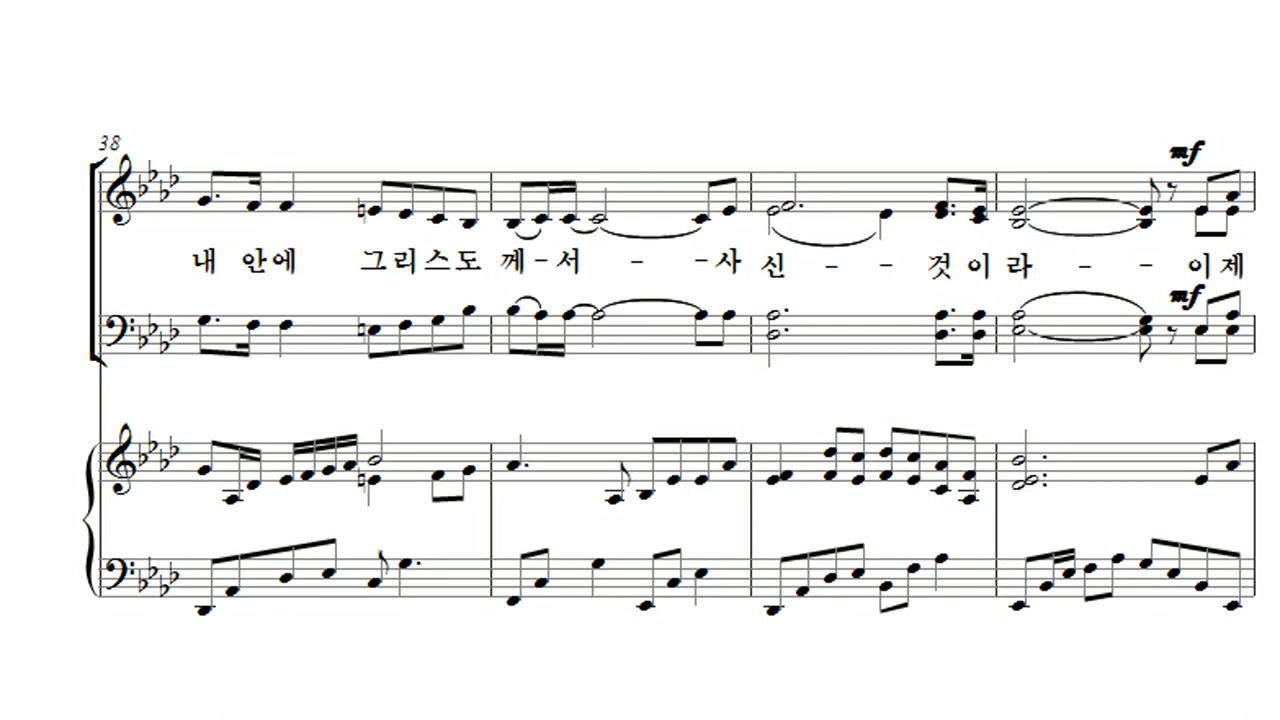 38
mf
내 안에 그리스도 께-서 - -사 신 - - 것이 라 - - 이제
mf